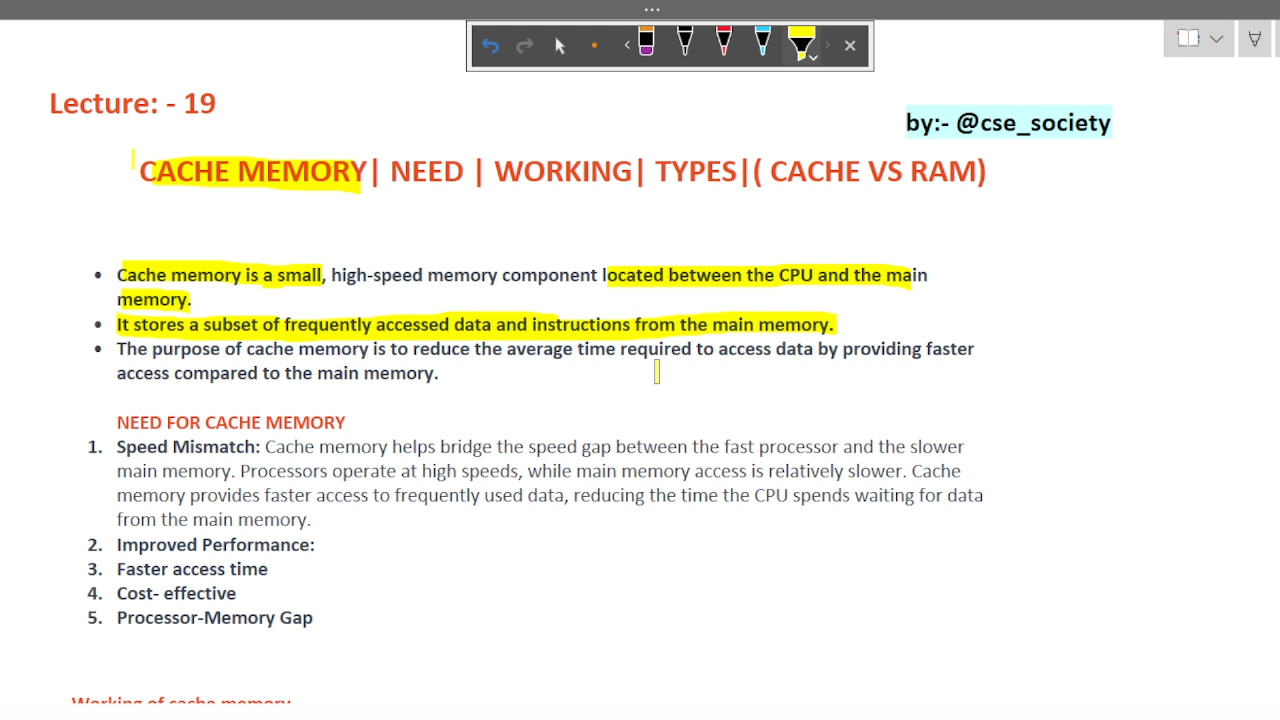 Lecture: - 19
by:- @cse_society
CACHE MEMORY| NEED | WORKING| TYPES|( CACHE VS RAM)
• Cache memory is a small, high-speed memory component located between the CPU and the main
memory.
• It stores a subset of frequently accessed data and instructions from the main memory.
• The purpose of cache memory is to reduce the average time required to access data by providing faster
access compared to the main memory.
NEED FOR CACHE MEMORY
1. Speed Mismatch: Cache memory helps bridge the speed gap between the fast processor and the slower
main memory. Processors operate at high speeds, while main memory access is relatively slower. Cache
memory provides faster access to frequently used data, reducing the time the CPU spends waiting for data
from the main memory.
2. Improved Performance:
3. Faster access time
4. Cost- effective
5. Processor-Memory Gap
Working of cache memory